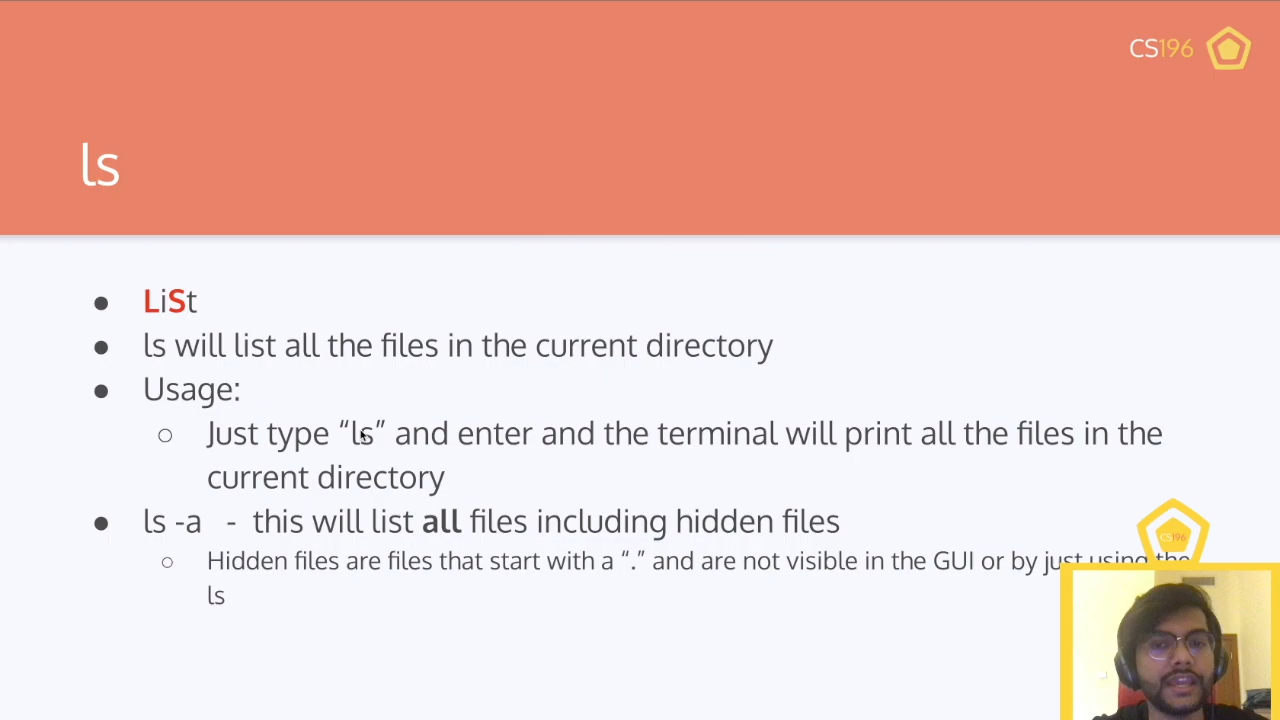 CS196
ls
LiSt
ls will list all the files in the current directory
Usage:
Just type “ls” and enter and the terminal will print all the files in the
current directory
ls -a - this will list all files including hidden files
CS196
Hidden files are files that start with a “.” and are not visible in the GUI or by just using the
ls